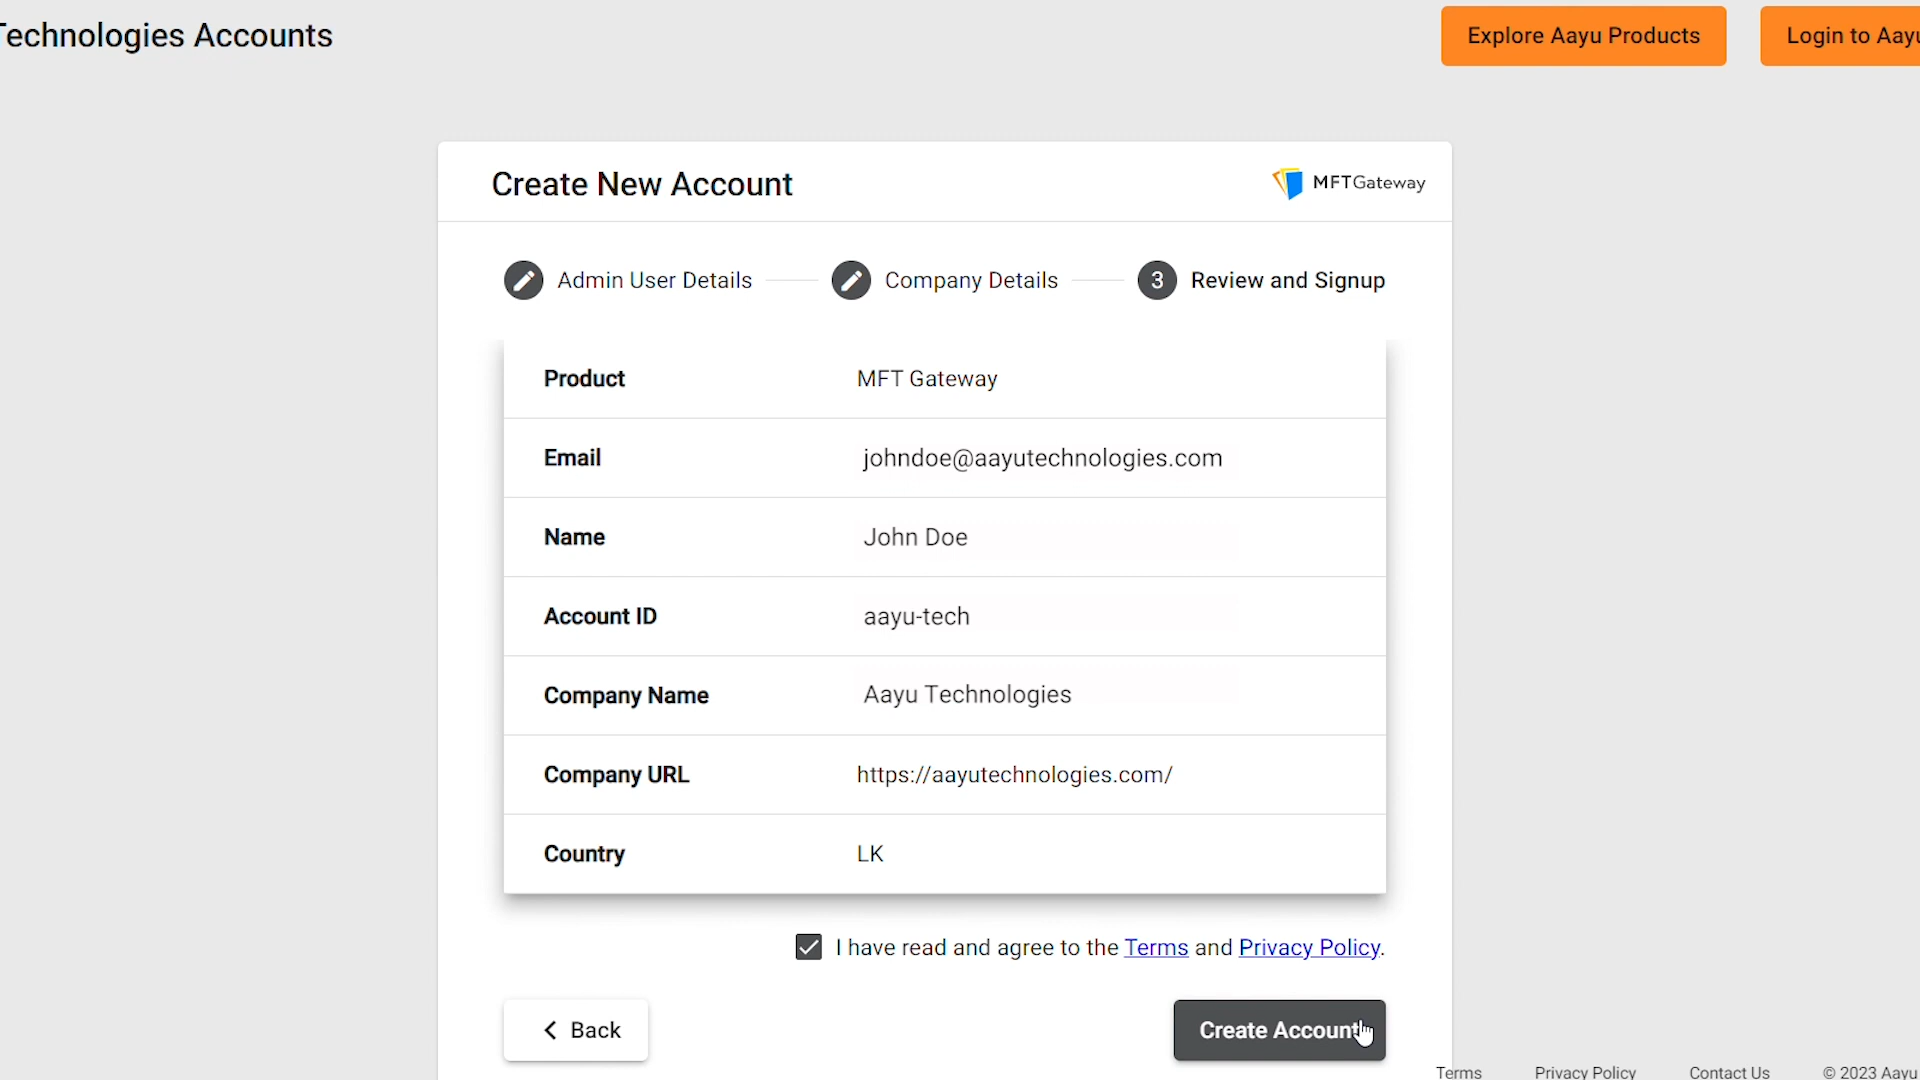 Technologies Accounts
Explore Aayu Products
Login to Aayu
Create New Account
MFTGateway
Admin User Details
Company Details
3 Review and Signup
Product MFT Gateway
Email johndoe@aayutechnologies.com
Name John Doe
Account ID aayu-tech
Company Name Aayu Technologies
Company URL https://aayutechnologies.com/
Country LK
I have read and agree to the Terms and Privacy Policy.
Back
Create Account
Terms Privacy Policy Contact Us © 2023 Aayu